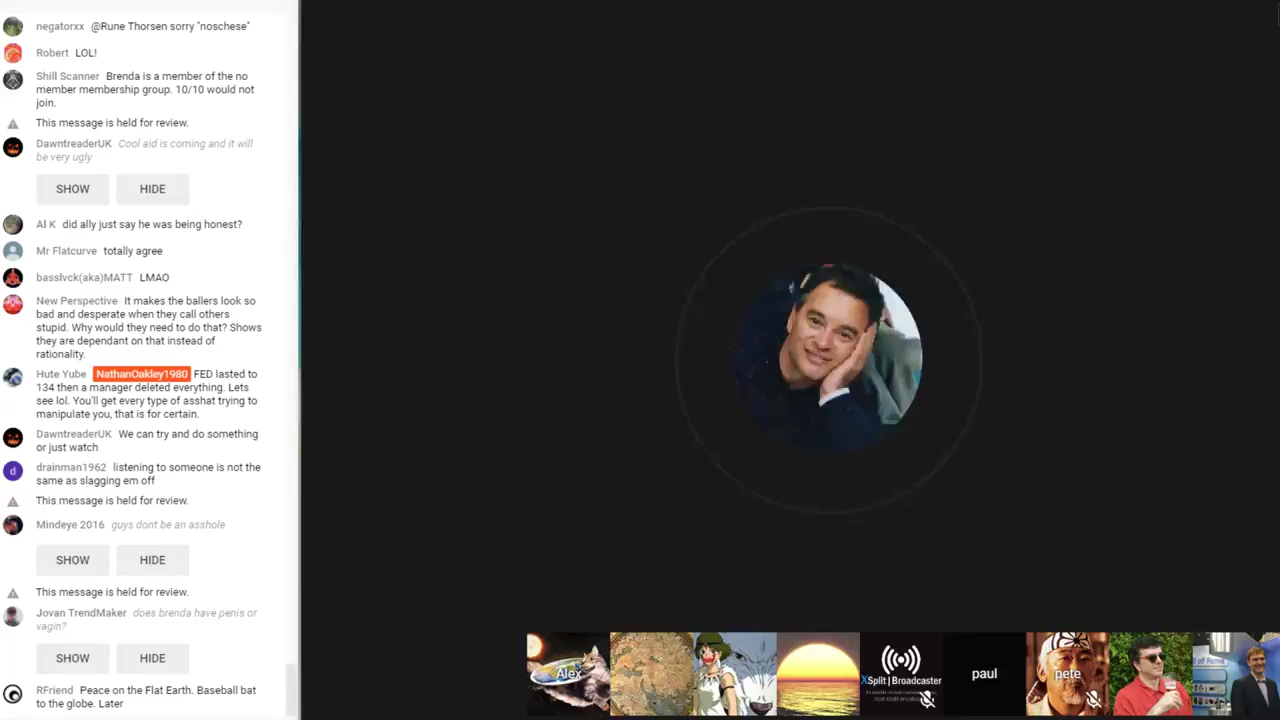 negatorxx @Rune Thorsen sorry "noschese"
Robert LOL!
Shill Scanner Brenda is a member of the no
member membership group. 10/10 would not
join.
This message is held for review.
DawntreaderUK Cool aid is coming and it will
be very ugly
SHOW HIDE
Al K did ally just say he was being honest?
Mr Flatcurve totally agree
basslvck(aka)MATT LMAO
New Perspective It makes the ballers look so
bad and desperate when they call others
stupid. Why would they need to do that? Shows
they are dependant on that instead of
rationality.
Hute Yube NathanOakley1980 FED lasted to
134 then a manager deleted everything. Lets
see lol. You'll get every type of asshat trying to
manipulate you, that is for certain.
DawntreaderUK We can try and do something
or just watch
drainman1962 listening to someone is not the
same as slagging em off
This message is held for review.
Mindeye 2016 guys dont be an asshole
SHOW HIDE
This message is held for review.
Jovan TrendMaker does brenda have penis or
vagin?
SHOW HIDE
RFriend Peace on the Flat Earth. Baseball bat
to the globe. Later
d
Alex
XSplit Broadcaster
paul
pete